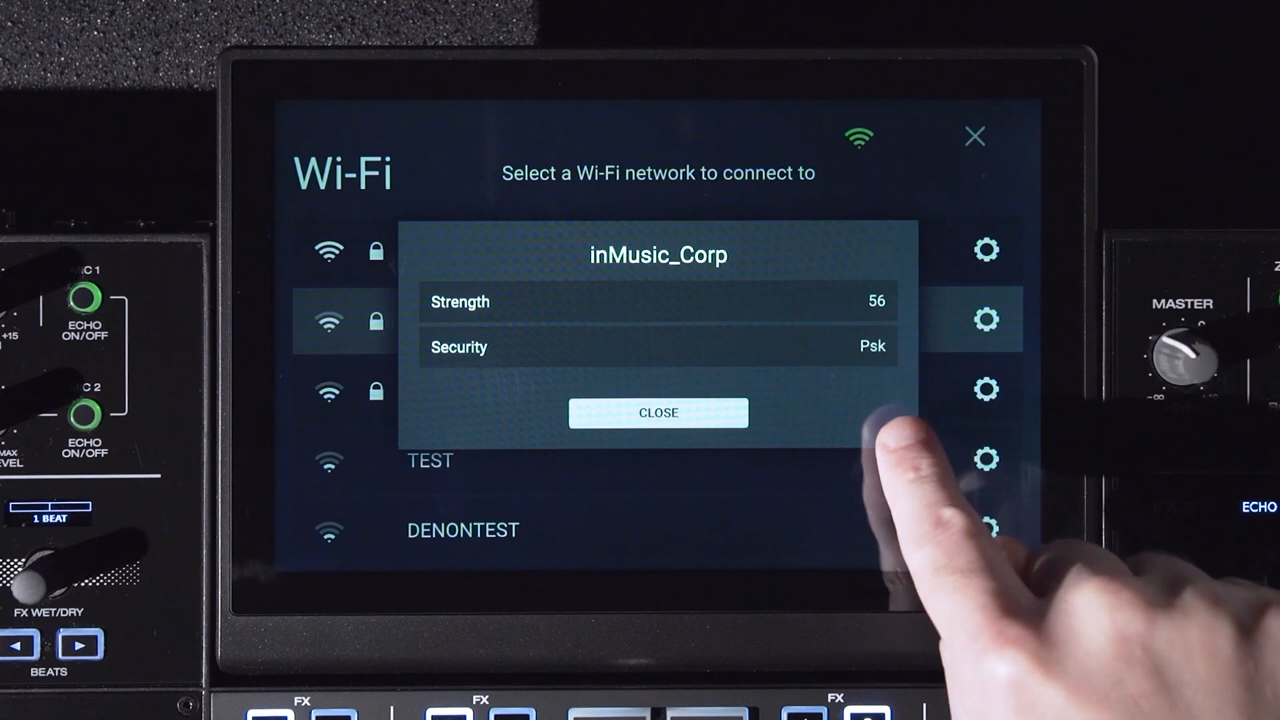 Wi-Fi
Select a Wi-Fi network to connect to
inMusic_Corp
Strength 56
Security Psk
CLOSE
TEST
DENONTEST
ECHO
ON/OFF
+15
ECHO
ON/OFF
1 BEAT
FX WET/DRY
BEATS
MASTER
-∞
ECHO
FX
FX
FX